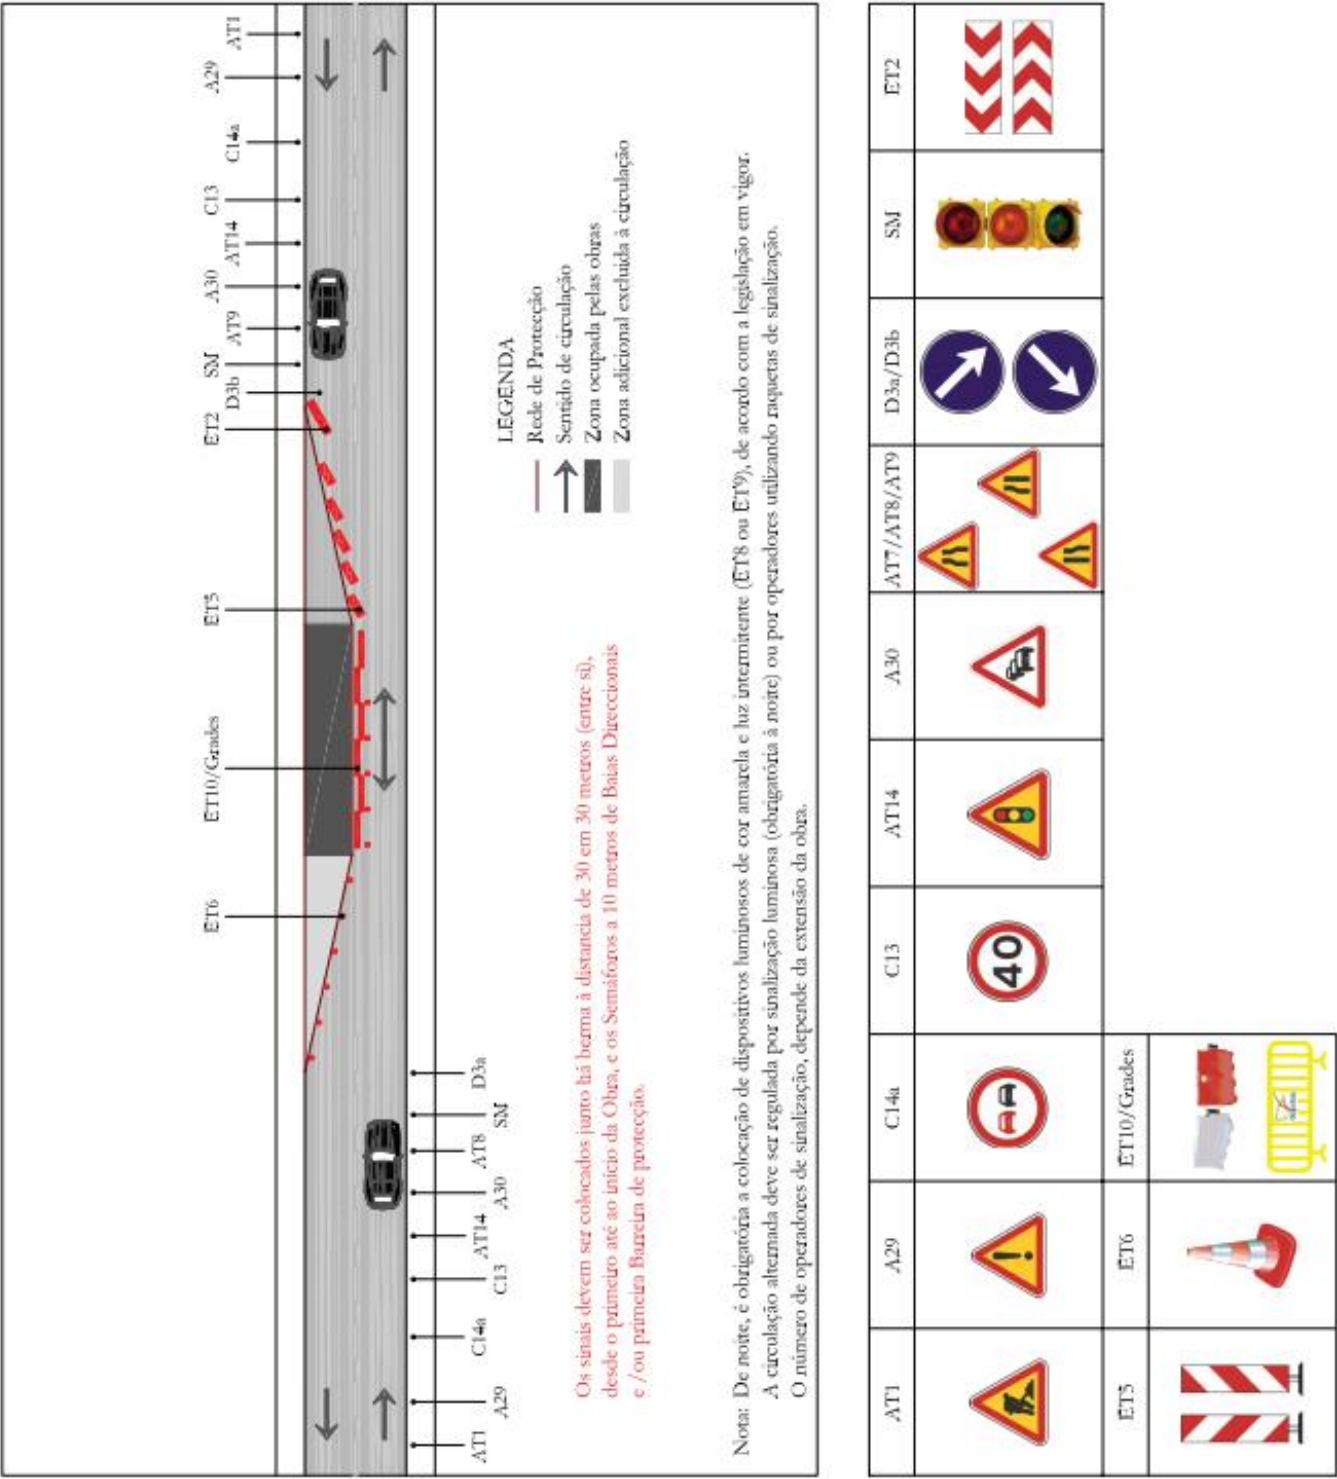 ET6 ET10/Grades ET5 ET2 D3b SM AT9 A30 AT14 C13 C14a A29 AT1
AT1 A29 C14a C13 AT14 A30 AT8 SM D3a
LEGENDA
Rede de Protecção
Sentido de circulação
Zona ocupada pelas obras
Zona adicional excluída à circulação
Os sinais devem ser colocados junto há berma à distancia de 30 em 30 metros (entre si),
desde o primeiro até ao inicio da Obra, e os Semáforos a 10 metros de Baias Direccionais
e /ou primeira Barreira de protecção.
Nota: De noite, é obrigatória a colocação de dispositivos luminosos de cor amarela e luz intermitente (ET8 ou ET9), de acordo com a legislação em vigor.
A circulação alternada deve ser regulada por sinalização luminosa (obrigatória à noite) ou por operadores utilizando raquetas de sinalização.
O número de operadores de sinalização, depende da extensão da obra.
AT1 A29 C14a C13 AT14 A30 AT7/AT8/AT9 D3a/D3b SM ET2
40
ET5 ET6 ET10/Grades